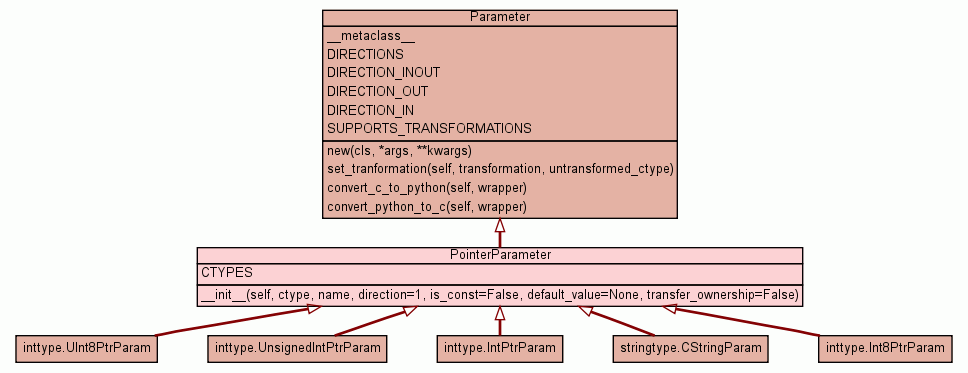 Parameter
__metaclass__
DIRECTIONS
DIRECTION_INOUT
DIRECTION_OUT
DIRECTION_IN
SUPPORTS_TRANSFORMATIONS
new(cls, *args, **kwargs)
set_tranformation(self, transformation, untransformed_ctype)
convert_c_to_python(self, wrapper)
convert_python_to_c(self, wrapper)
PointerParameter
CTYPES
__init__(self, ctype, name, direction=1, is_const=False, default_value=None, transfer_ownership=False)
inttype.UInt8PtrParam
inttype.UnsignedIntPtrParam
inttype.IntPtrParam
stringtype.CStringParam
inttype.Int8PtrParam